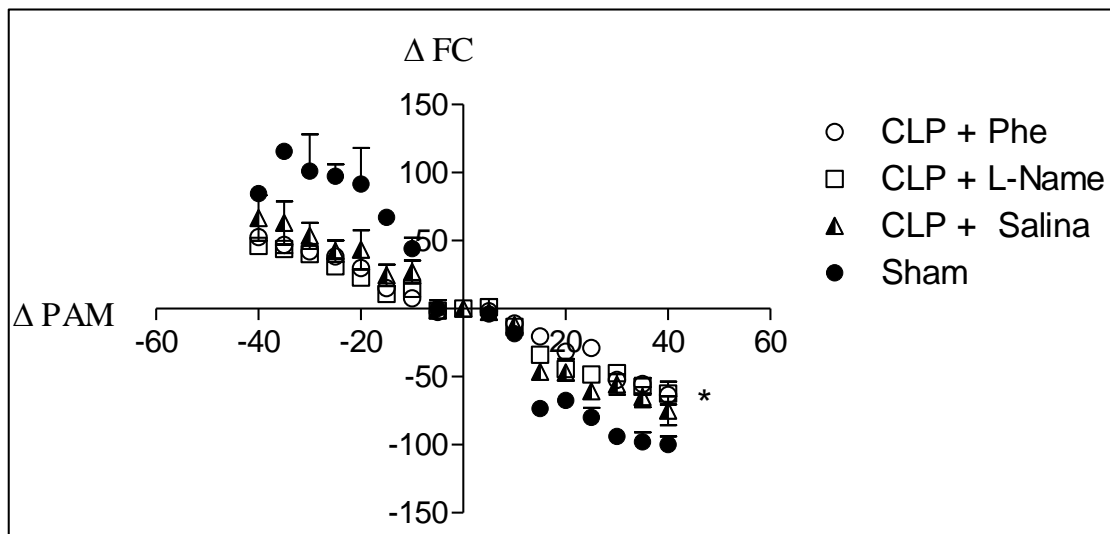 Δ FC
150
100
50
Δ PAM
-60
-40
-20
20
40
60
-50
-100
-150
*
CLP + Phe
CLP + L-Name
CLP + Salina
Sham